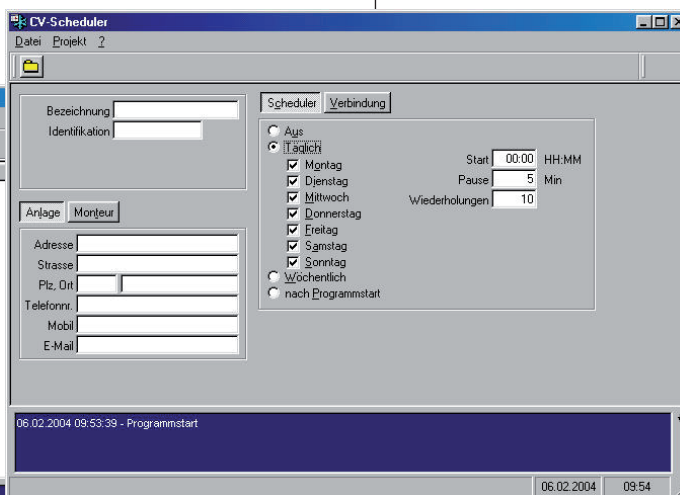 CV-Scheduler
Datei Projekt ?
Bezeichnung
Identifikation
Anlage Monteur
Adresse
Strasse
Plz, Ort
Telefonnr.
Mobil
E-Mail
Scheduler Verbindung
Aus
Täglich
Montag
Dienstag
Mittwoch
Donnerstag
Freitag
Samstag
Sonntag
Wöchentlich
nach Programmstart
Start 00:00 HH:MM
Pause 5 Min
Wiederholungen 10
06.02.2004 09:53:39 - Programmstart
06.02.2004 09:54